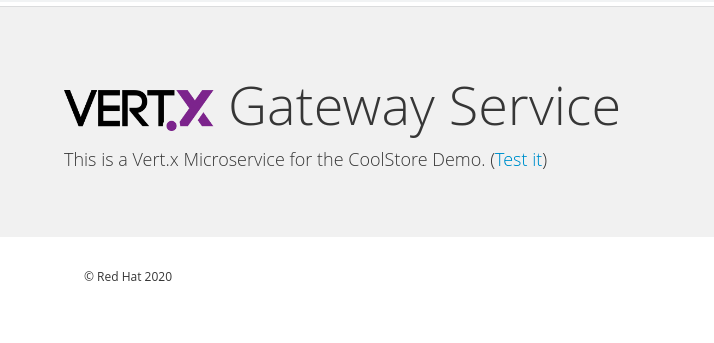 VERT.X Gateway Service
This is a Vert.x Microservice for the CoolStore Demo. (Test it)
© Red Hat 2020